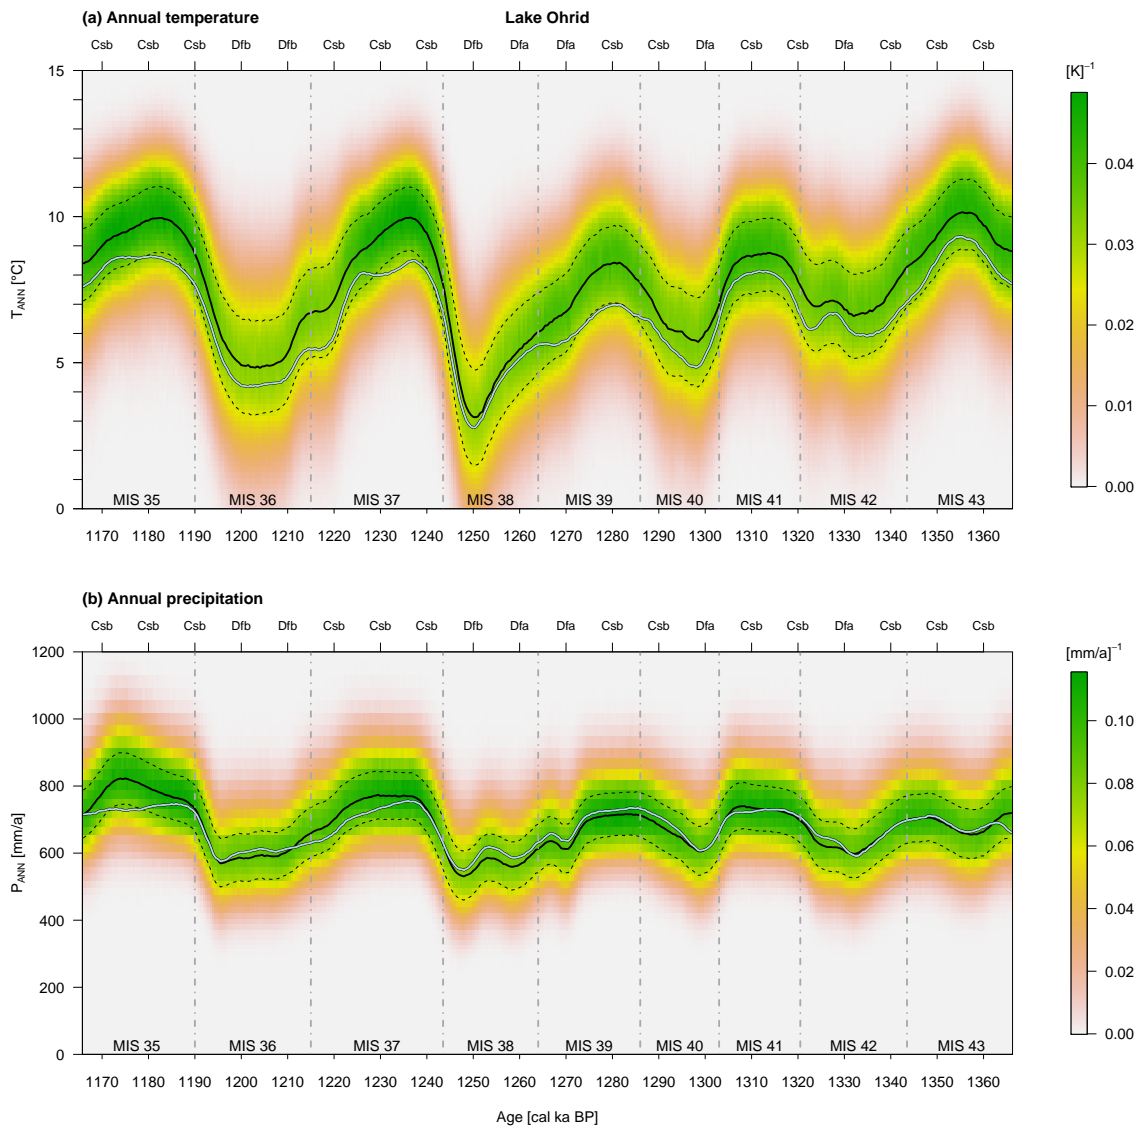 (a) Annual temperature
Lake Ohrid
Csb Csb Csb Dfb Dfb Csb Csb Csb Dfb Dfa Dfa Csb Csb Dfa Csb Csb Dfa Csb Csb Csb
[K]⁻¹
15
10
5
0
T_ANN [°C]
0.04
0.03
0.02
0.01
0.00
MIS 35 MIS 36 MIS 37 MIS 38 MIS 39 MIS 40 MIS 41 MIS 42 MIS 43
1170 1180 1190 1200 1210 1220 1230 1240 1250 1260 1270 1280 1290 1300 1310 1320 1330 1340 1350 1360
(b) Annual precipitation
Csb Csb Csb Dfb Dfb Csb Csb Csb Dfb Dfa Dfa Csb Csb Dfa Csb Csb Dfa Csb Csb Csb
[mm/a]⁻¹
1200
1000
800
600
400
200
0
P_ANN [mm/a]
0.10
0.08
0.06
0.04
0.02
0.00
MIS 35 MIS 36 MIS 37 MIS 38 MIS 39 MIS 40 MIS 41 MIS 42 MIS 43
1170 1180 1190 1200 1210 1220 1230 1240 1250 1260 1270 1280 1290 1300 1310 1320 1330 1340 1350 1360
Age [cal ka BP]